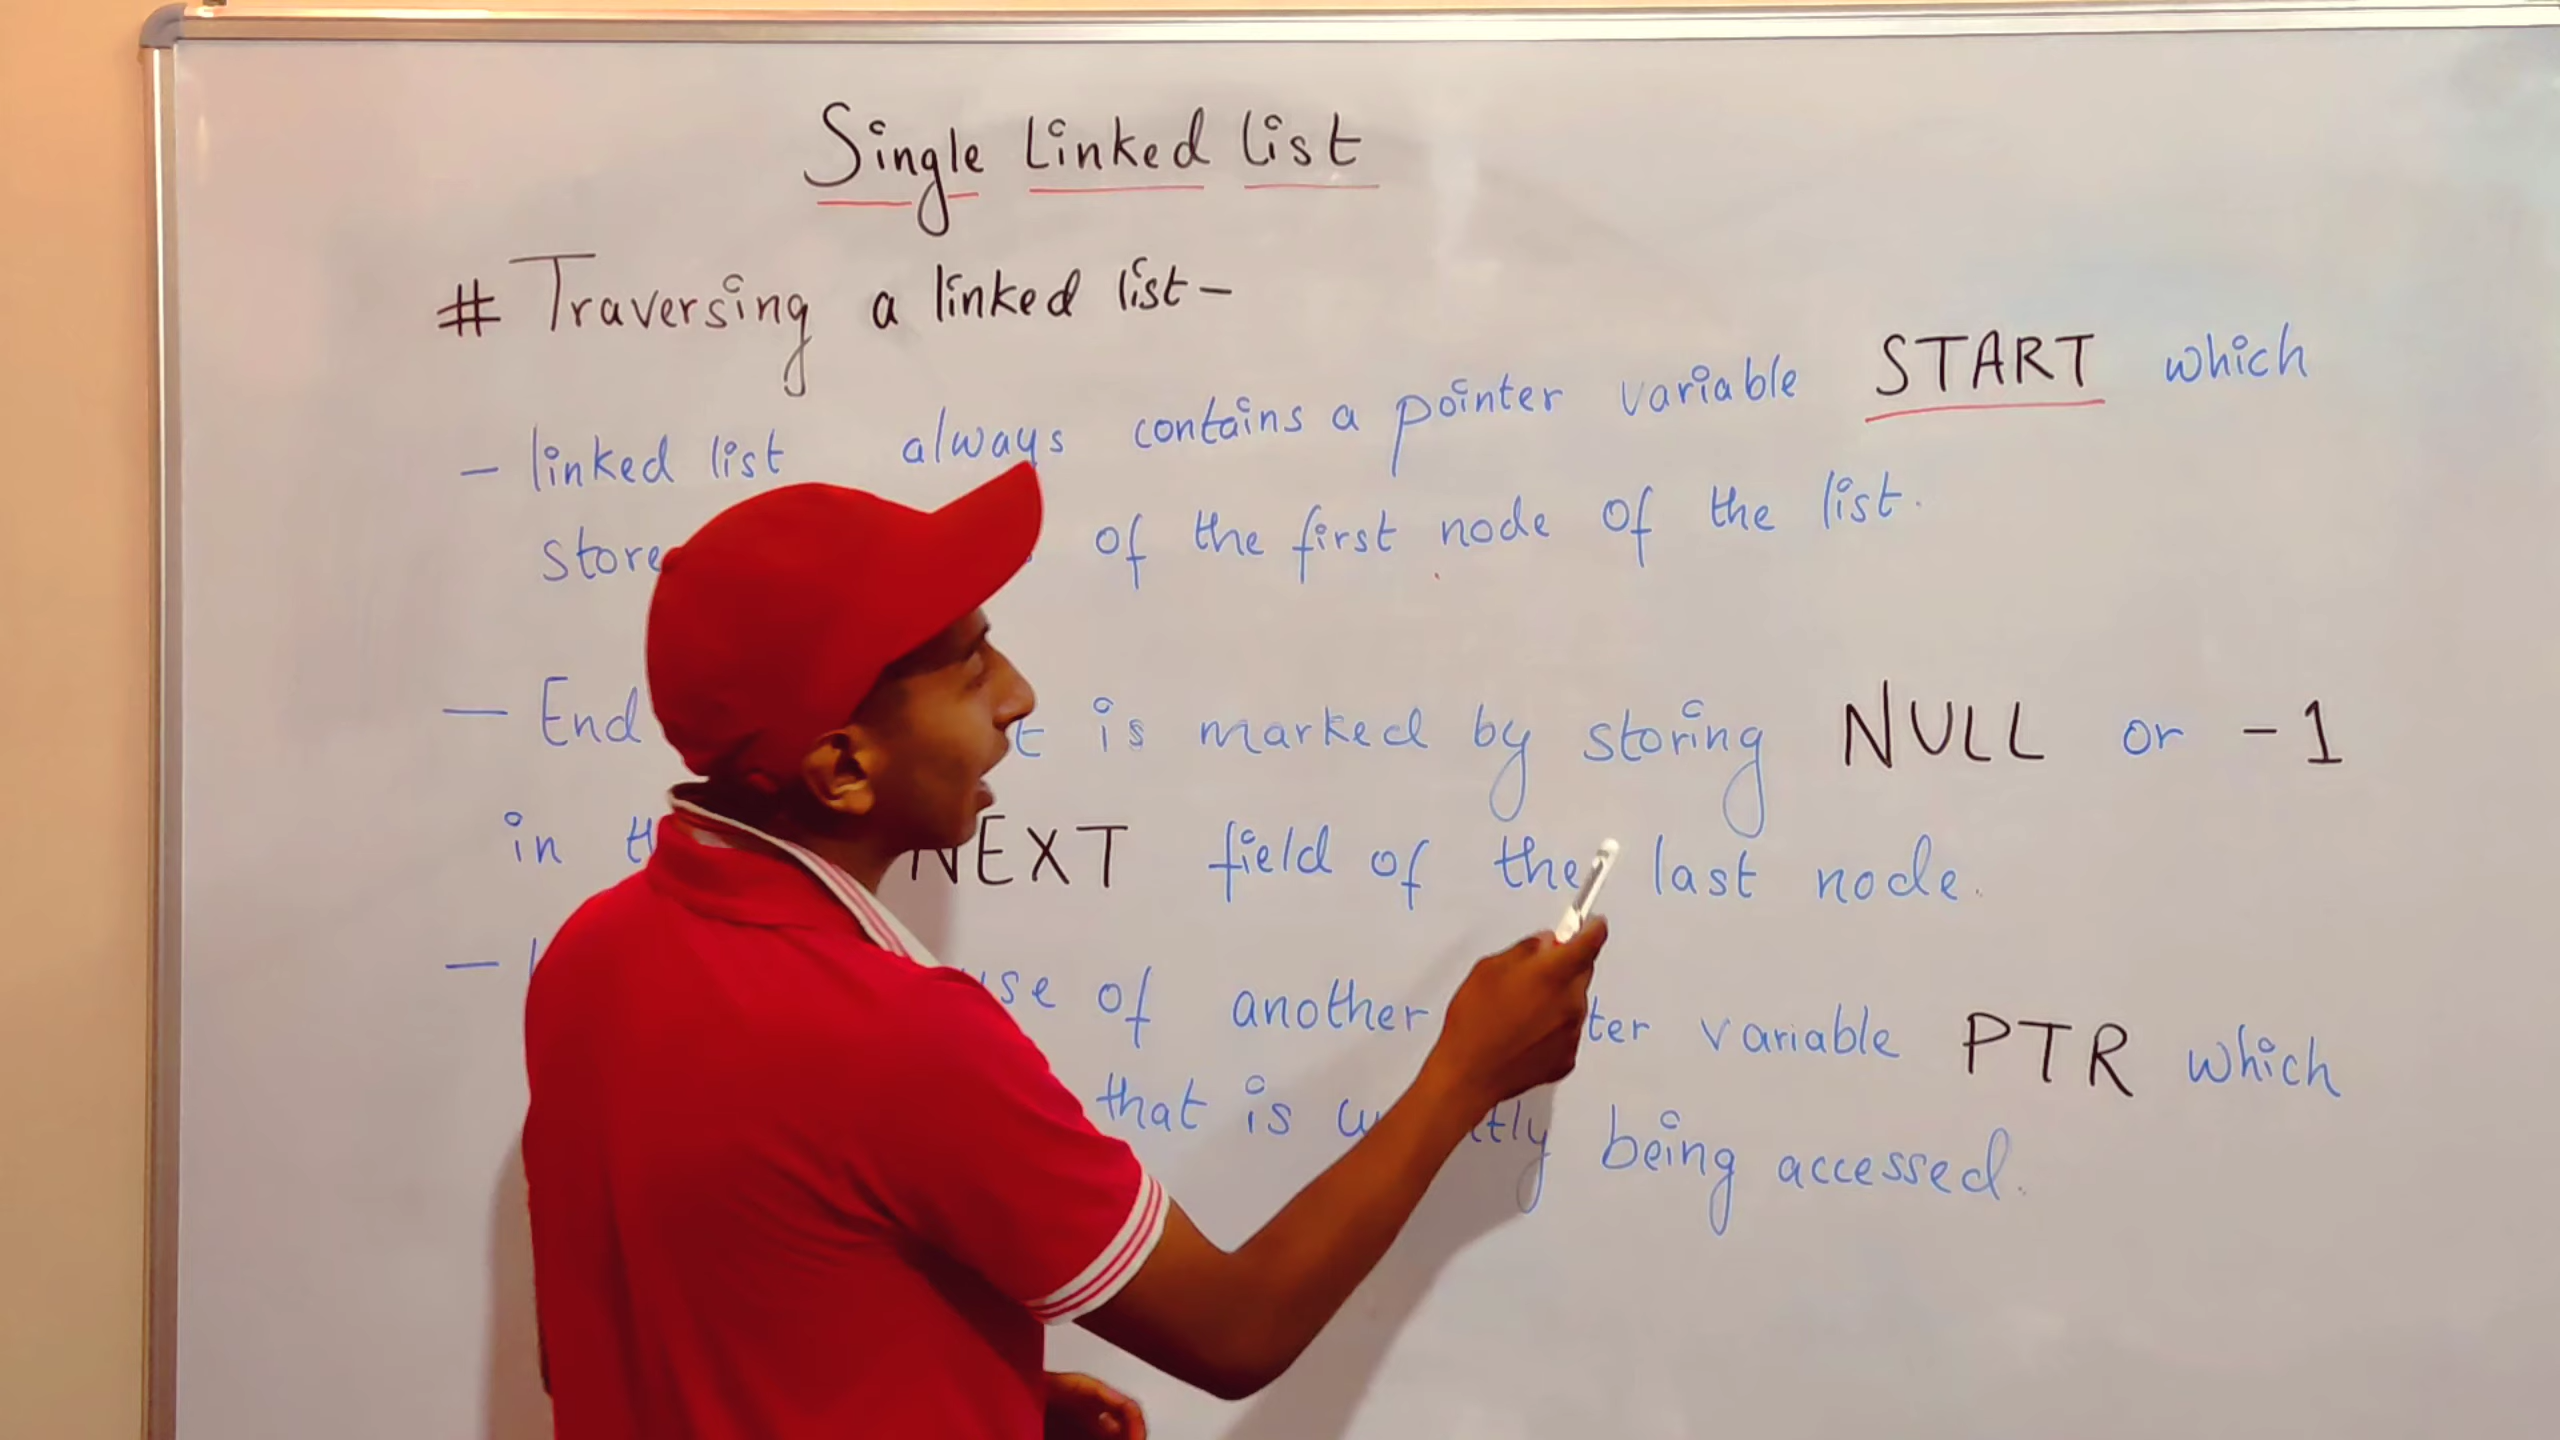 Single Linked List
# Traversing a linked list-
- linked list always contains a pointer variable START which
store of the first node of the list.
- End is marked by storing NULL or -1
in NEXT field of the last node.
- use of another variable PTR which
that is being accessed.